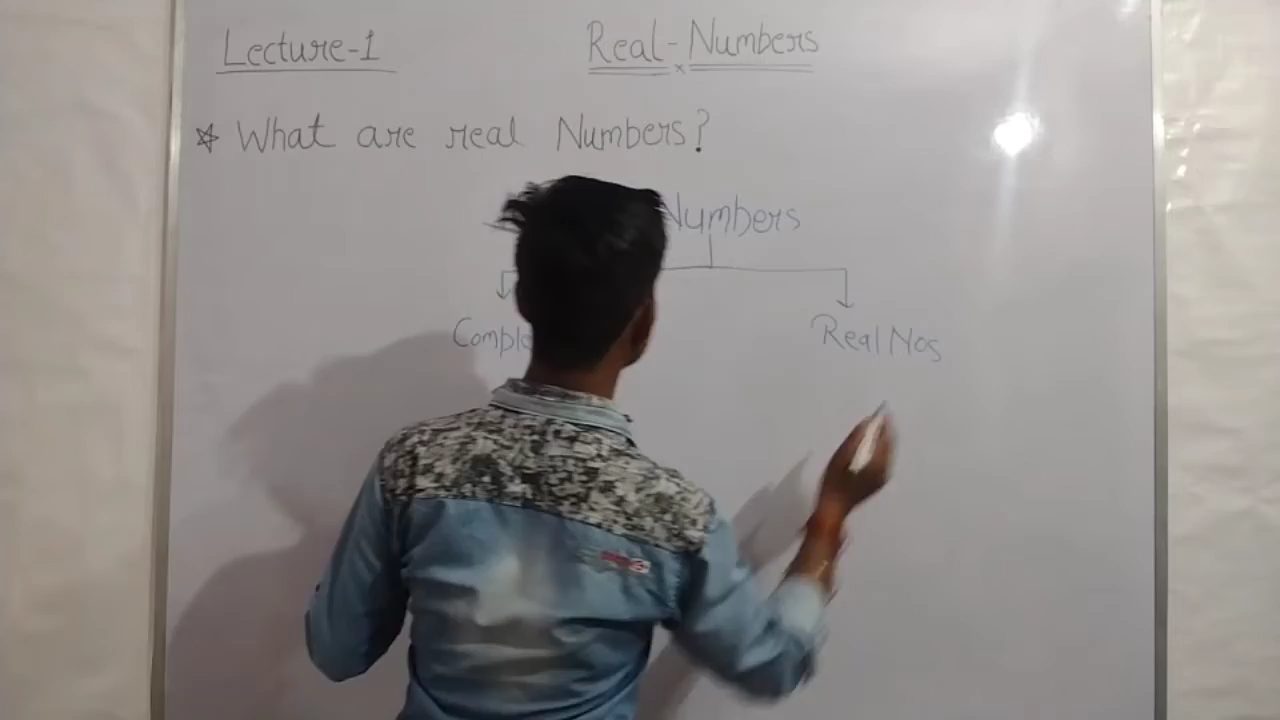 Lecture-1
Real-Numbers
☆ What are real Numbers?
Numbers
Real Nos